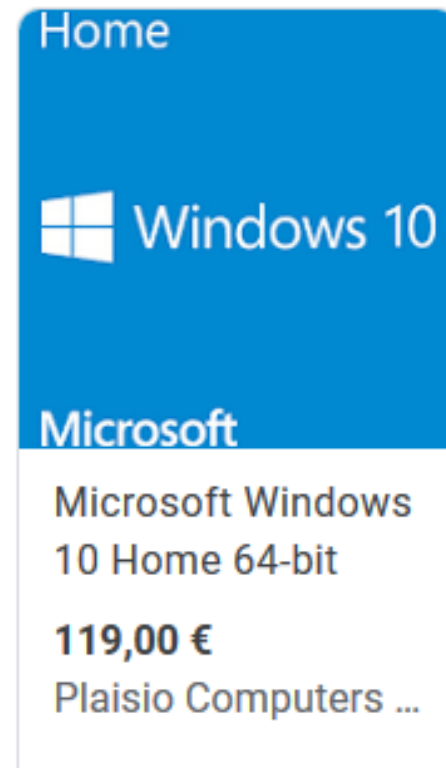 Home
Windows 10
Microsoft
Microsoft Windows
10 Home 64-bit
119,00 €
Plaisio Computers ...